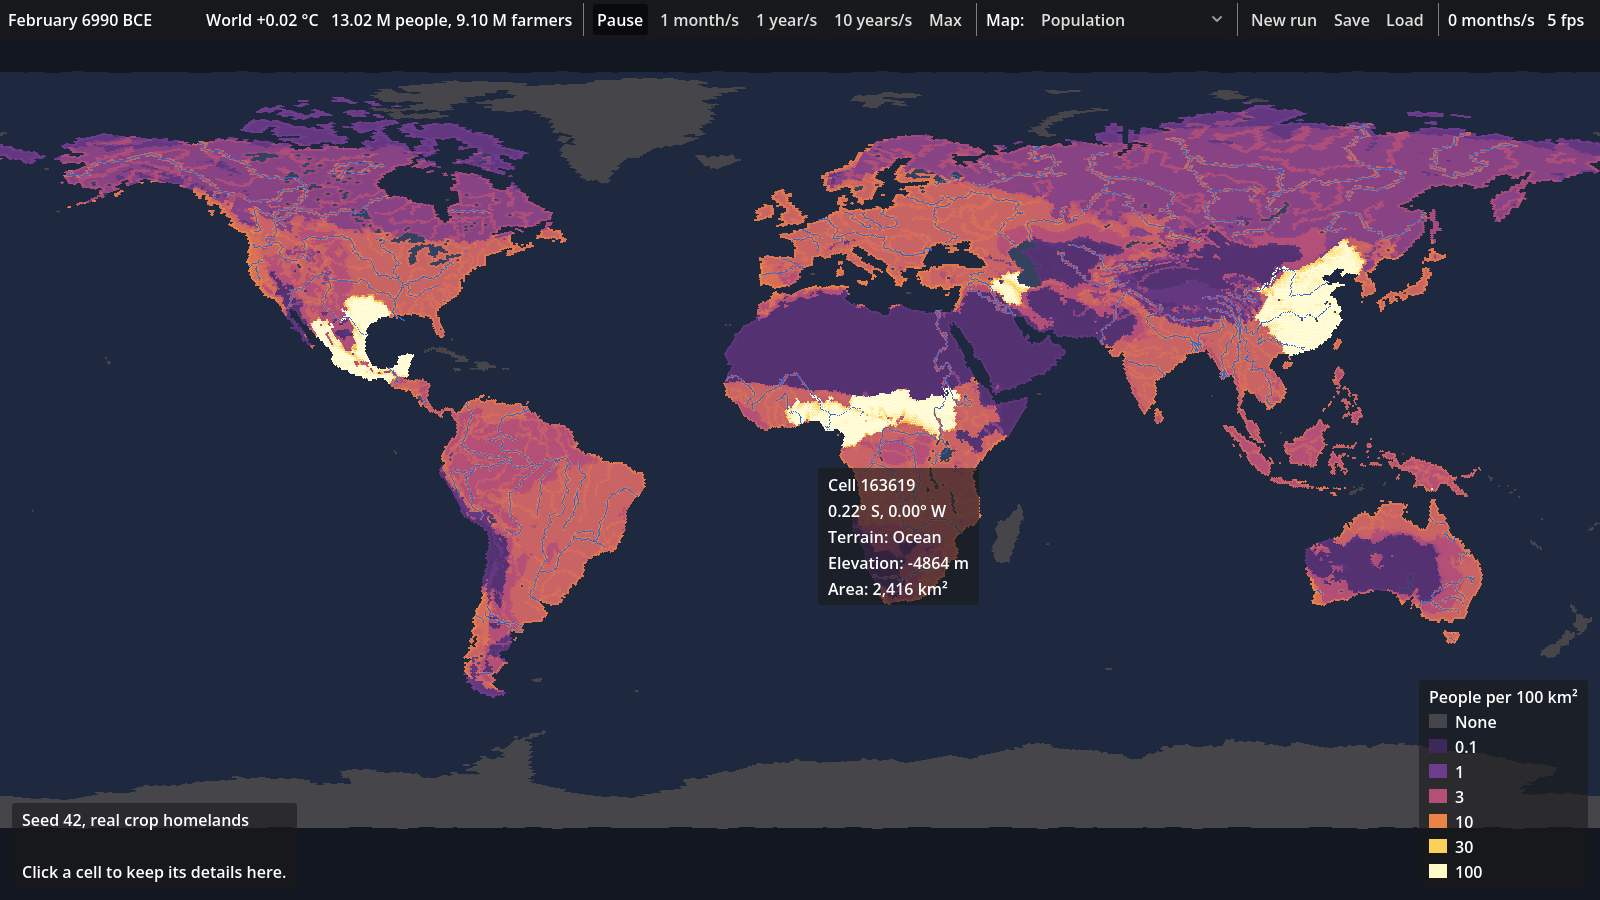 February 6990 BCE World +0.02 °C 13.02 M people, 9.10 M farmers Pause 1 month/s 1 year/s 10 years/s Max Map: Population New run Save Load 0 months/s 5 fps
Cell 163619
0.22° S, 0.00° W
Terrain: Ocean
Elevation: -4864 m
Area: 2,416 km²
People per 100 km²
None
0.1
1
3
10
30
100
Seed 42, real crop homelands
Click a cell to keep its details here.